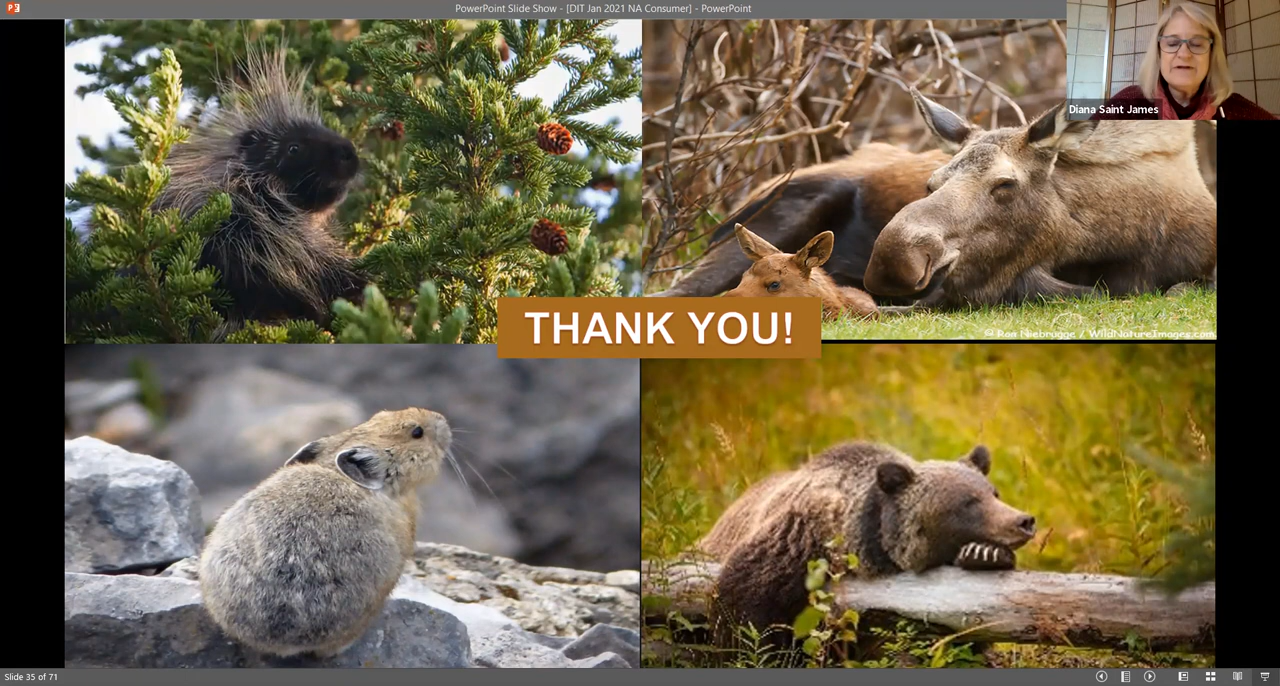 PowerPoint Slide Show - [DIT Jan 2021 NA Consumer] - PowerPoint
Diana Saint James
© Ron Niebrugge / WildNatureImages.com
THANK YOU!
Slide 35 of 71